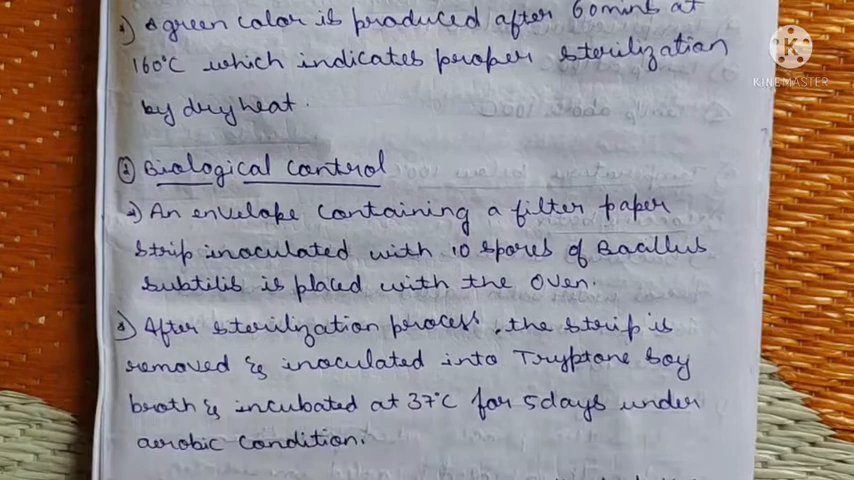 1) A green color is produced after 60 mins at
160°C which indicates proper sterilization
by dry heat.
② Biological control
2) An envelope containing a filter paper
strip inoculated with 10 spores of Bacillus
subtilis is placed with the oven.
3) After sterilization process, the strip is
removed & inoculated into Tryptone Soy
broth & incubated at 37°C for 5 days under
aerobic condition.
K
KINEMASTER